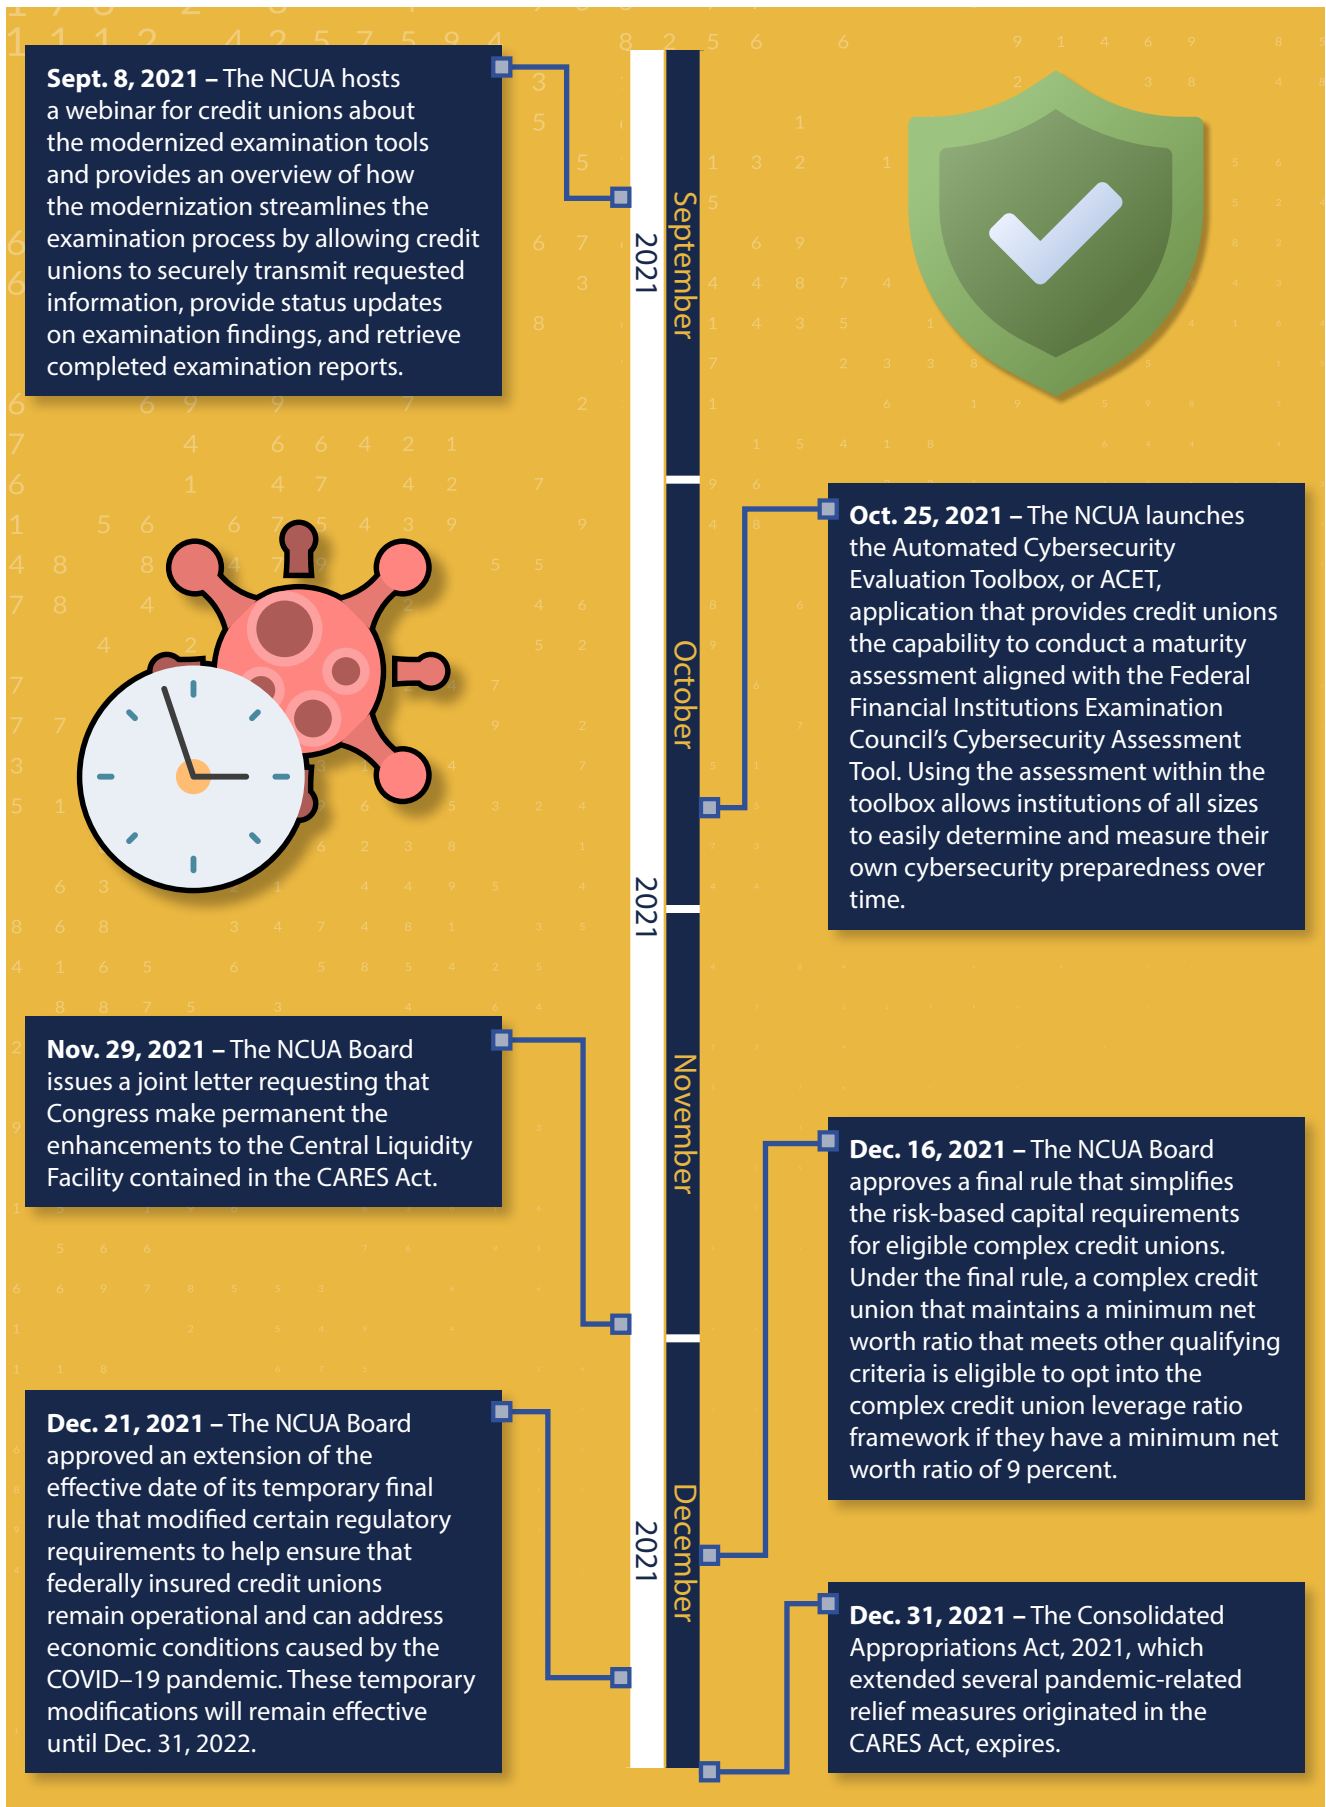 Sept. 8, 2021 – The NCUA hosts
a webinar for credit unions about
the modernized examination tools
and provides an overview of how
the modernization streamlines the
examination process by allowing credit
unions to securely transmit requested
information, provide status updates
on examination findings, and retrieve
completed examination reports.
2021
September
Oct. 25, 2021 – The NCUA launches
the Automated Cybersecurity
Evaluation Toolbox, or ACET,
application that provides credit unions
the capability to conduct a maturity
assessment aligned with the Federal
Financial Institutions Examination
Council’s Cybersecurity Assessment
Tool. Using the assessment within the
toolbox allows institutions of all sizes
to easily determine and measure their
own cybersecurity preparedness over
time.
October
2021
Nov. 29, 2021 – The NCUA Board
issues a joint letter requesting that
Congress make permanent the
enhancements to the Central Liquidity
Facility contained in the CARES Act.
November
Dec. 16, 2021 – The NCUA Board
approves a final rule that simplifies
the risk-based capital requirements
for eligible complex credit unions.
Under the final rule, a complex credit
union that maintains a minimum net
worth ratio that meets other qualifying
criteria is eligible to opt into the
complex credit union leverage ratio
framework if they have a minimum net
worth ratio of 9 percent.
Dec. 21, 2021 – The NCUA Board
approved an extension of the
effective date of its temporary final
rule that modified certain regulatory
requirements to help ensure that
federally insured credit unions
remain operational and can address
economic conditions caused by the
COVID–19 pandemic. These temporary
modifications will remain effective
until Dec. 31, 2022.
2021
December
Dec. 31, 2021 – The Consolidated
Appropriations Act, 2021, which
extended several pandemic-related
relief measures originated in the
CARES Act, expires.